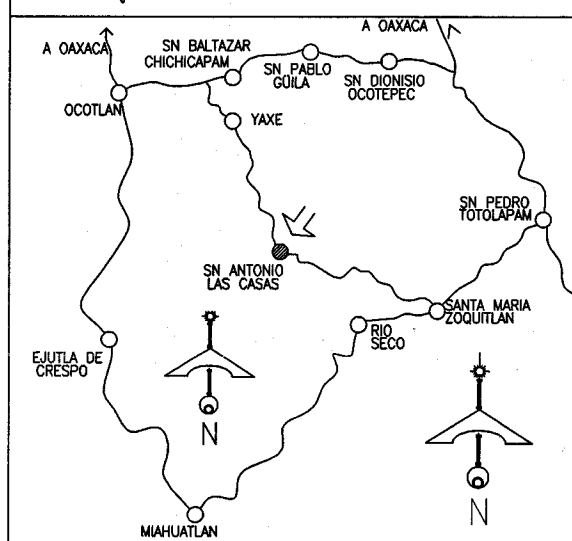 A OAXACA
A OAXACA
SN BALTAZAR
CHICHICAPAM
SN PABLO
GÜILA
SN DIONISIO
OCOTEPEC
OCOTLAN
YAXE
SN PEDRO
TOTOLAPAM
SN ANTONIO
LAS CASAS
SANTA MARIA
ZOQUITLAN
RIO
SECO
EJUTLA DE
CRESPO
N
N
MIAHUATLAN